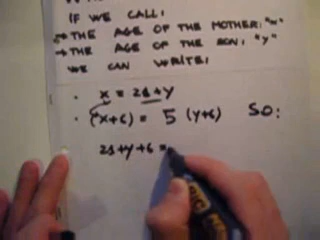 IF WE CALL:
→ THE AGE OF THE MOTHER: "x"
→ THE AGE OF THE SON: "y"
WE CAN WRITE:
· x = 21+y
· (x+6) = 5 (y+6) SO:
21+y+6 =